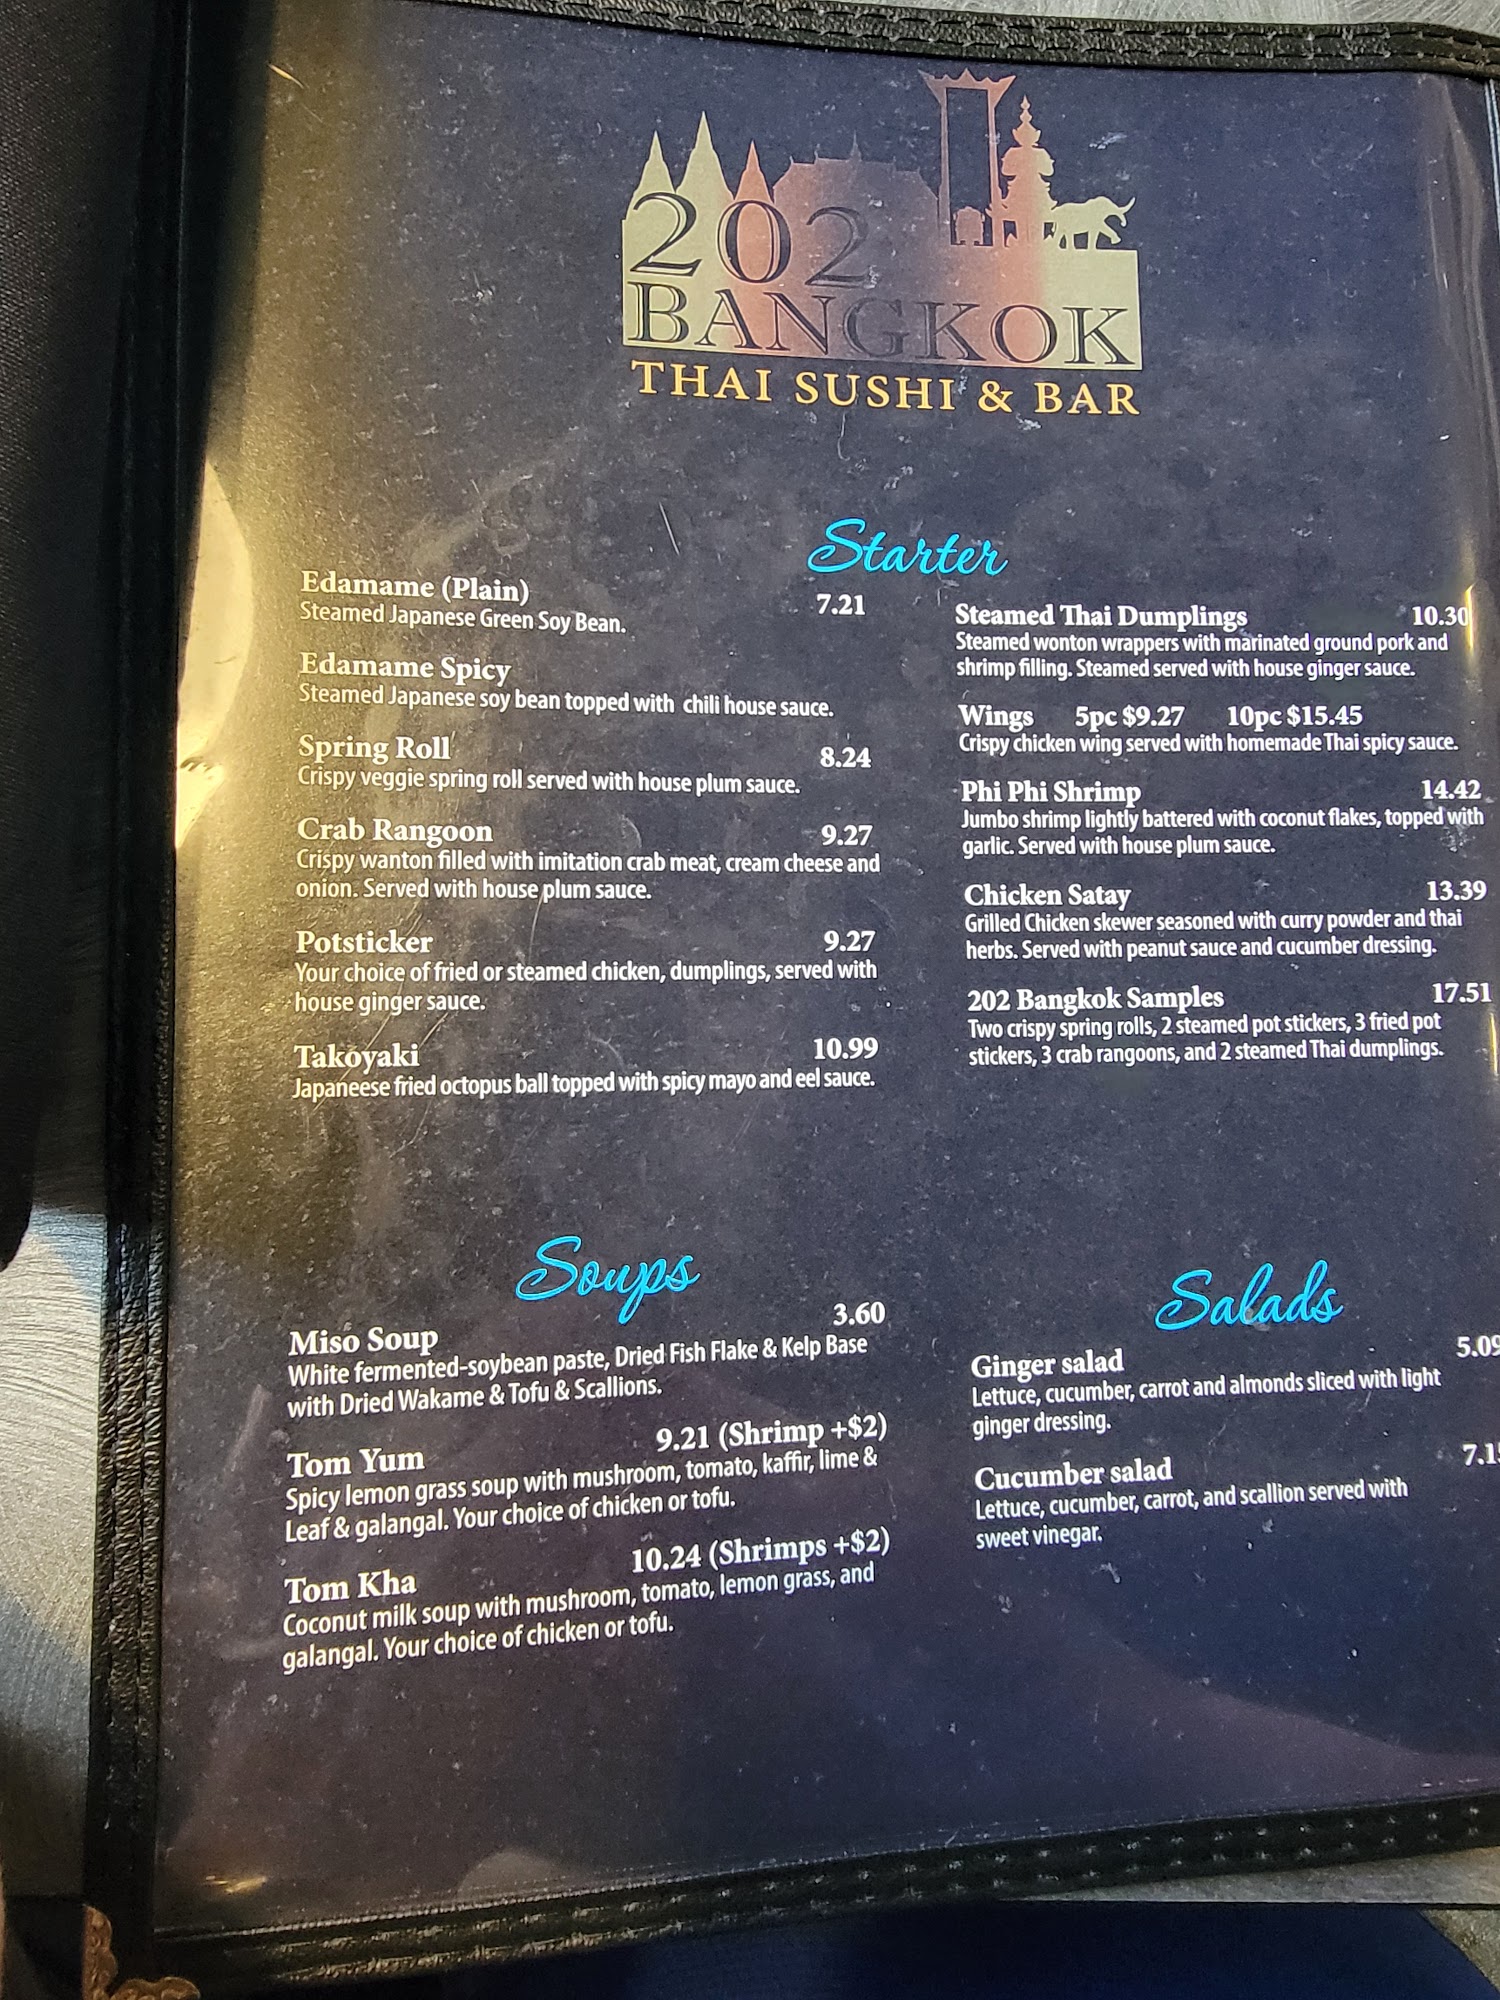 202
BANGKOK
THAI SUSHI & BAR
Starter
Edamame (Plain) 7.21
Steamed Japanese Green Soy Bean.
Edamame Spicy
Steamed Japanese soy bean topped with chili house sauce.
Spring Roll 8.24
Crispy veggie spring roll served with house plum sauce.
Crab Rangoon 9.27
Crispy wanton filled with imitation crab meat, cream cheese and
onion. Served with house plum sauce.
Potsticker 9.27
Your choice of fried or steamed chicken, dumplings, served with
house ginger sauce.
Takoyaki 10.99
Japaneese fried octopus ball topped with spicy mayo and eel sauce.
Steamed Thai Dumplings 10.30
Steamed wonton wrappers with marinated ground pork and
shrimp filling. Steamed served with house ginger sauce.
Wings 5pc $9.27 10pc $15.45
Crispy chicken wing served with homemade Thai spicy sauce.
Phi Phi Shrimp 14.42
Jumbo shrimp lightly battered with coconut flakes, topped with
garlic. Served with house plum sauce.
Chicken Satay 13.39
Grilled Chicken skewer seasoned with curry powder and thai
herbs. Served with peanut sauce and cucumber dressing.
202 Bangkok Samples 17.51
Two crispy spring rolls, 2 steamed pot stickers, 3 fried pot
stickers, 3 crab rangoons, and 2 steamed Thai dumplings.
Soups
Miso Soup 3.60
White fermented-soybean paste, Dried Fish Flake & Kelp Base
with Dried Wakame & Tofu & Scallions.
Tom Yum 9.21 (Shrimp +$2)
Spicy lemon grass soup with mushroom, tomato, kaffir, lime &
Leaf & galangal. Your choice of chicken or tofu.
Tom Kha 10.24 (Shrimps +$2)
Coconut milk soup with mushroom, tomato, lemon grass, and
galangal. Your choice of chicken or tofu.
Salads
Ginger salad 5.09
Lettuce, cucumber, carrot and almonds sliced with light
ginger dressing.
Cucumber salad 7.15
Lettuce, cucumber, carrot, and scallion served with
sweet vinegar.